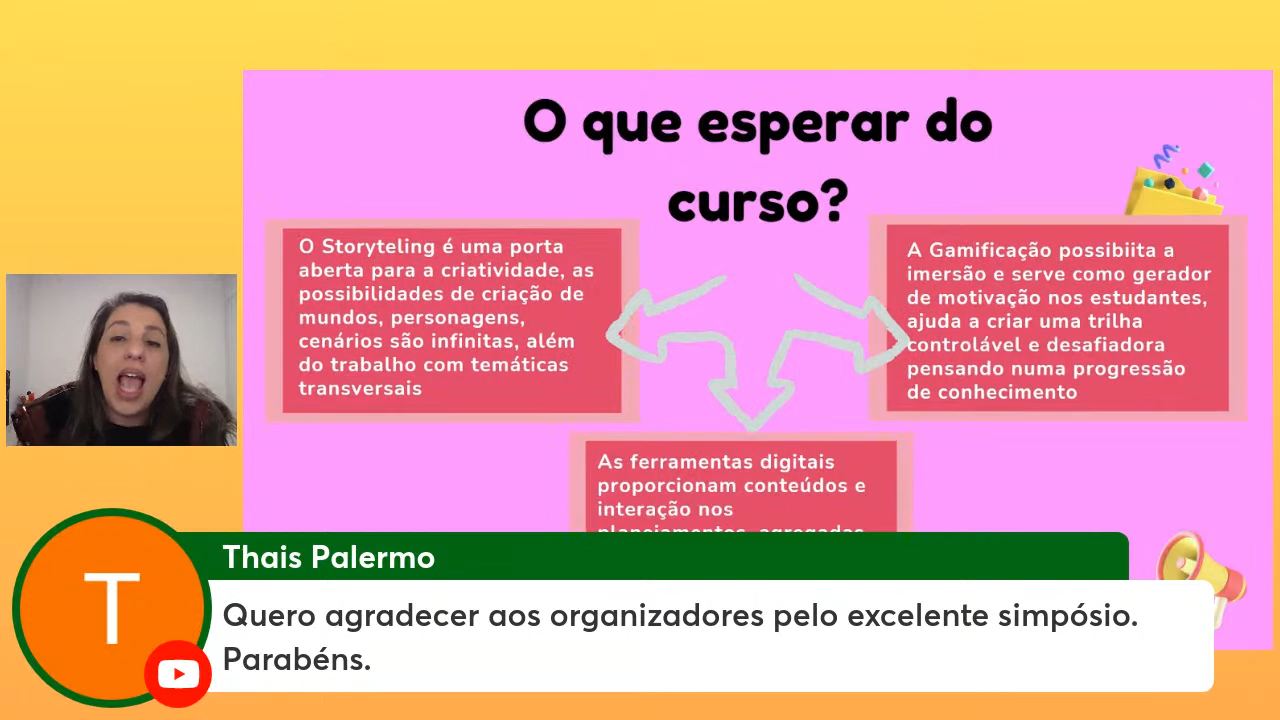 O que esperar do
curso?
O Storyteling é uma porta
aberta para a criatividade, as
possibilidades de criação de
mundos, personagens,
cenários são infinitas, além
do trabalho com temáticas
transversais
A Gamificação possibiita a
imersão e serve como gerador
de motivação nos estudantes,
ajuda a criar uma trilha
controlável e desafiadora
pensando numa progressão
de conhecimento
As ferramentas digitais
proporcionam conteúdos e
interação nos
planejamentos, agregadas
T
Thais Palermo
Quero agradecer aos organizadores pelo excelente simpósio.
Parabéns.